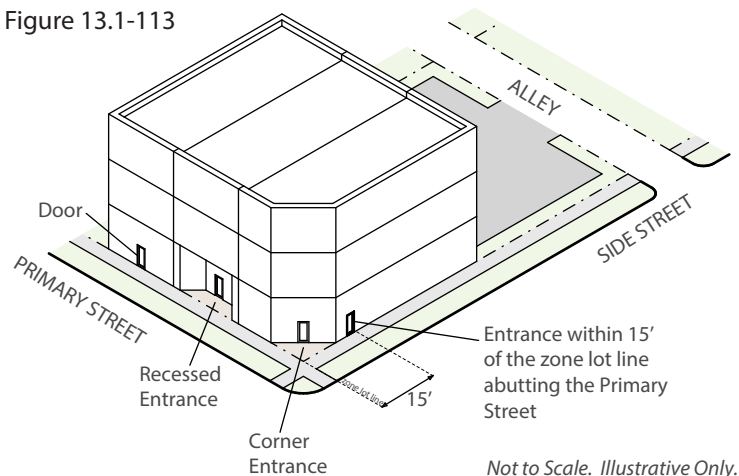 Figure 13.1-113
ALLEY
Door
SIDE STREET
PRIMARY STREET
Entrance within 15’
of the zone lot line
abutting the Primary
Street
Recessed
Entrance
zone lot line
15’
Corner
Entrance
Not to Scale.  Illustrative Only.